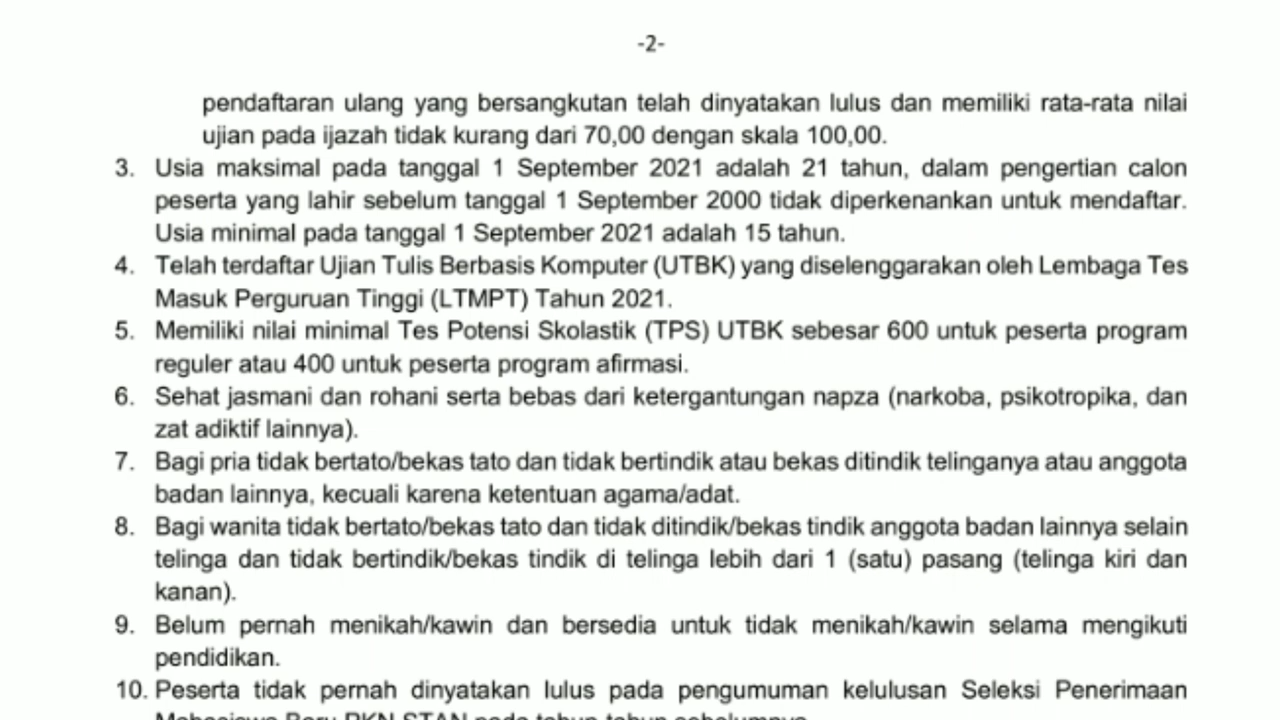 -2-
pendaftaran ulang yang bersangkutan telah dinyatakan lulus dan memiliki rata-rata nilai
ujian pada ijazah tidak kurang dari 70,00 dengan skala 100,00.
3. Usia maksimal pada tanggal 1 September 2021 adalah 21 tahun, dalam pengertian calon
peserta yang lahir sebelum tanggal 1 September 2000 tidak diperkenankan untuk mendaftar.
Usia minimal pada tanggal 1 September 2021 adalah 15 tahun.
4. Telah terdaftar Ujian Tulis Berbasis Komputer (UTBK) yang diselenggarakan oleh Lembaga Tes
Masuk Perguruan Tinggi (LTMPT) Tahun 2021.
5. Memiliki nilai minimal Tes Potensi Skolastik (TPS) UTBK sebesar 600 untuk peserta program
reguler atau 400 untuk peserta program afirmasi.
6. Sehat jasmani dan rohani serta bebas dari ketergantungan napza (narkoba, psikotropika, dan
zat adiktif lainnya).
7. Bagi pria tidak bertato/bekas tato dan tidak bertindik atau bekas ditindik telinganya atau anggota
badan lainnya, kecuali karena ketentuan agama/adat.
8. Bagi wanita tidak bertato/bekas tato dan tidak ditindik/bekas tindik anggota badan lainnya selain
telinga dan tidak bertindik/bekas tindik di telinga lebih dari 1 (satu) pasang (telinga kiri dan
kanan).
9. Belum pernah menikah/kawin dan bersedia untuk tidak menikah/kawin selama mengikuti
pendidikan.
10. Peserta tidak pernah dinyatakan lulus pada pengumuman kelulusan Seleksi Penerimaan
Mahasiswa Baru PKN STAN pada tahun-tahun sebelumnya.